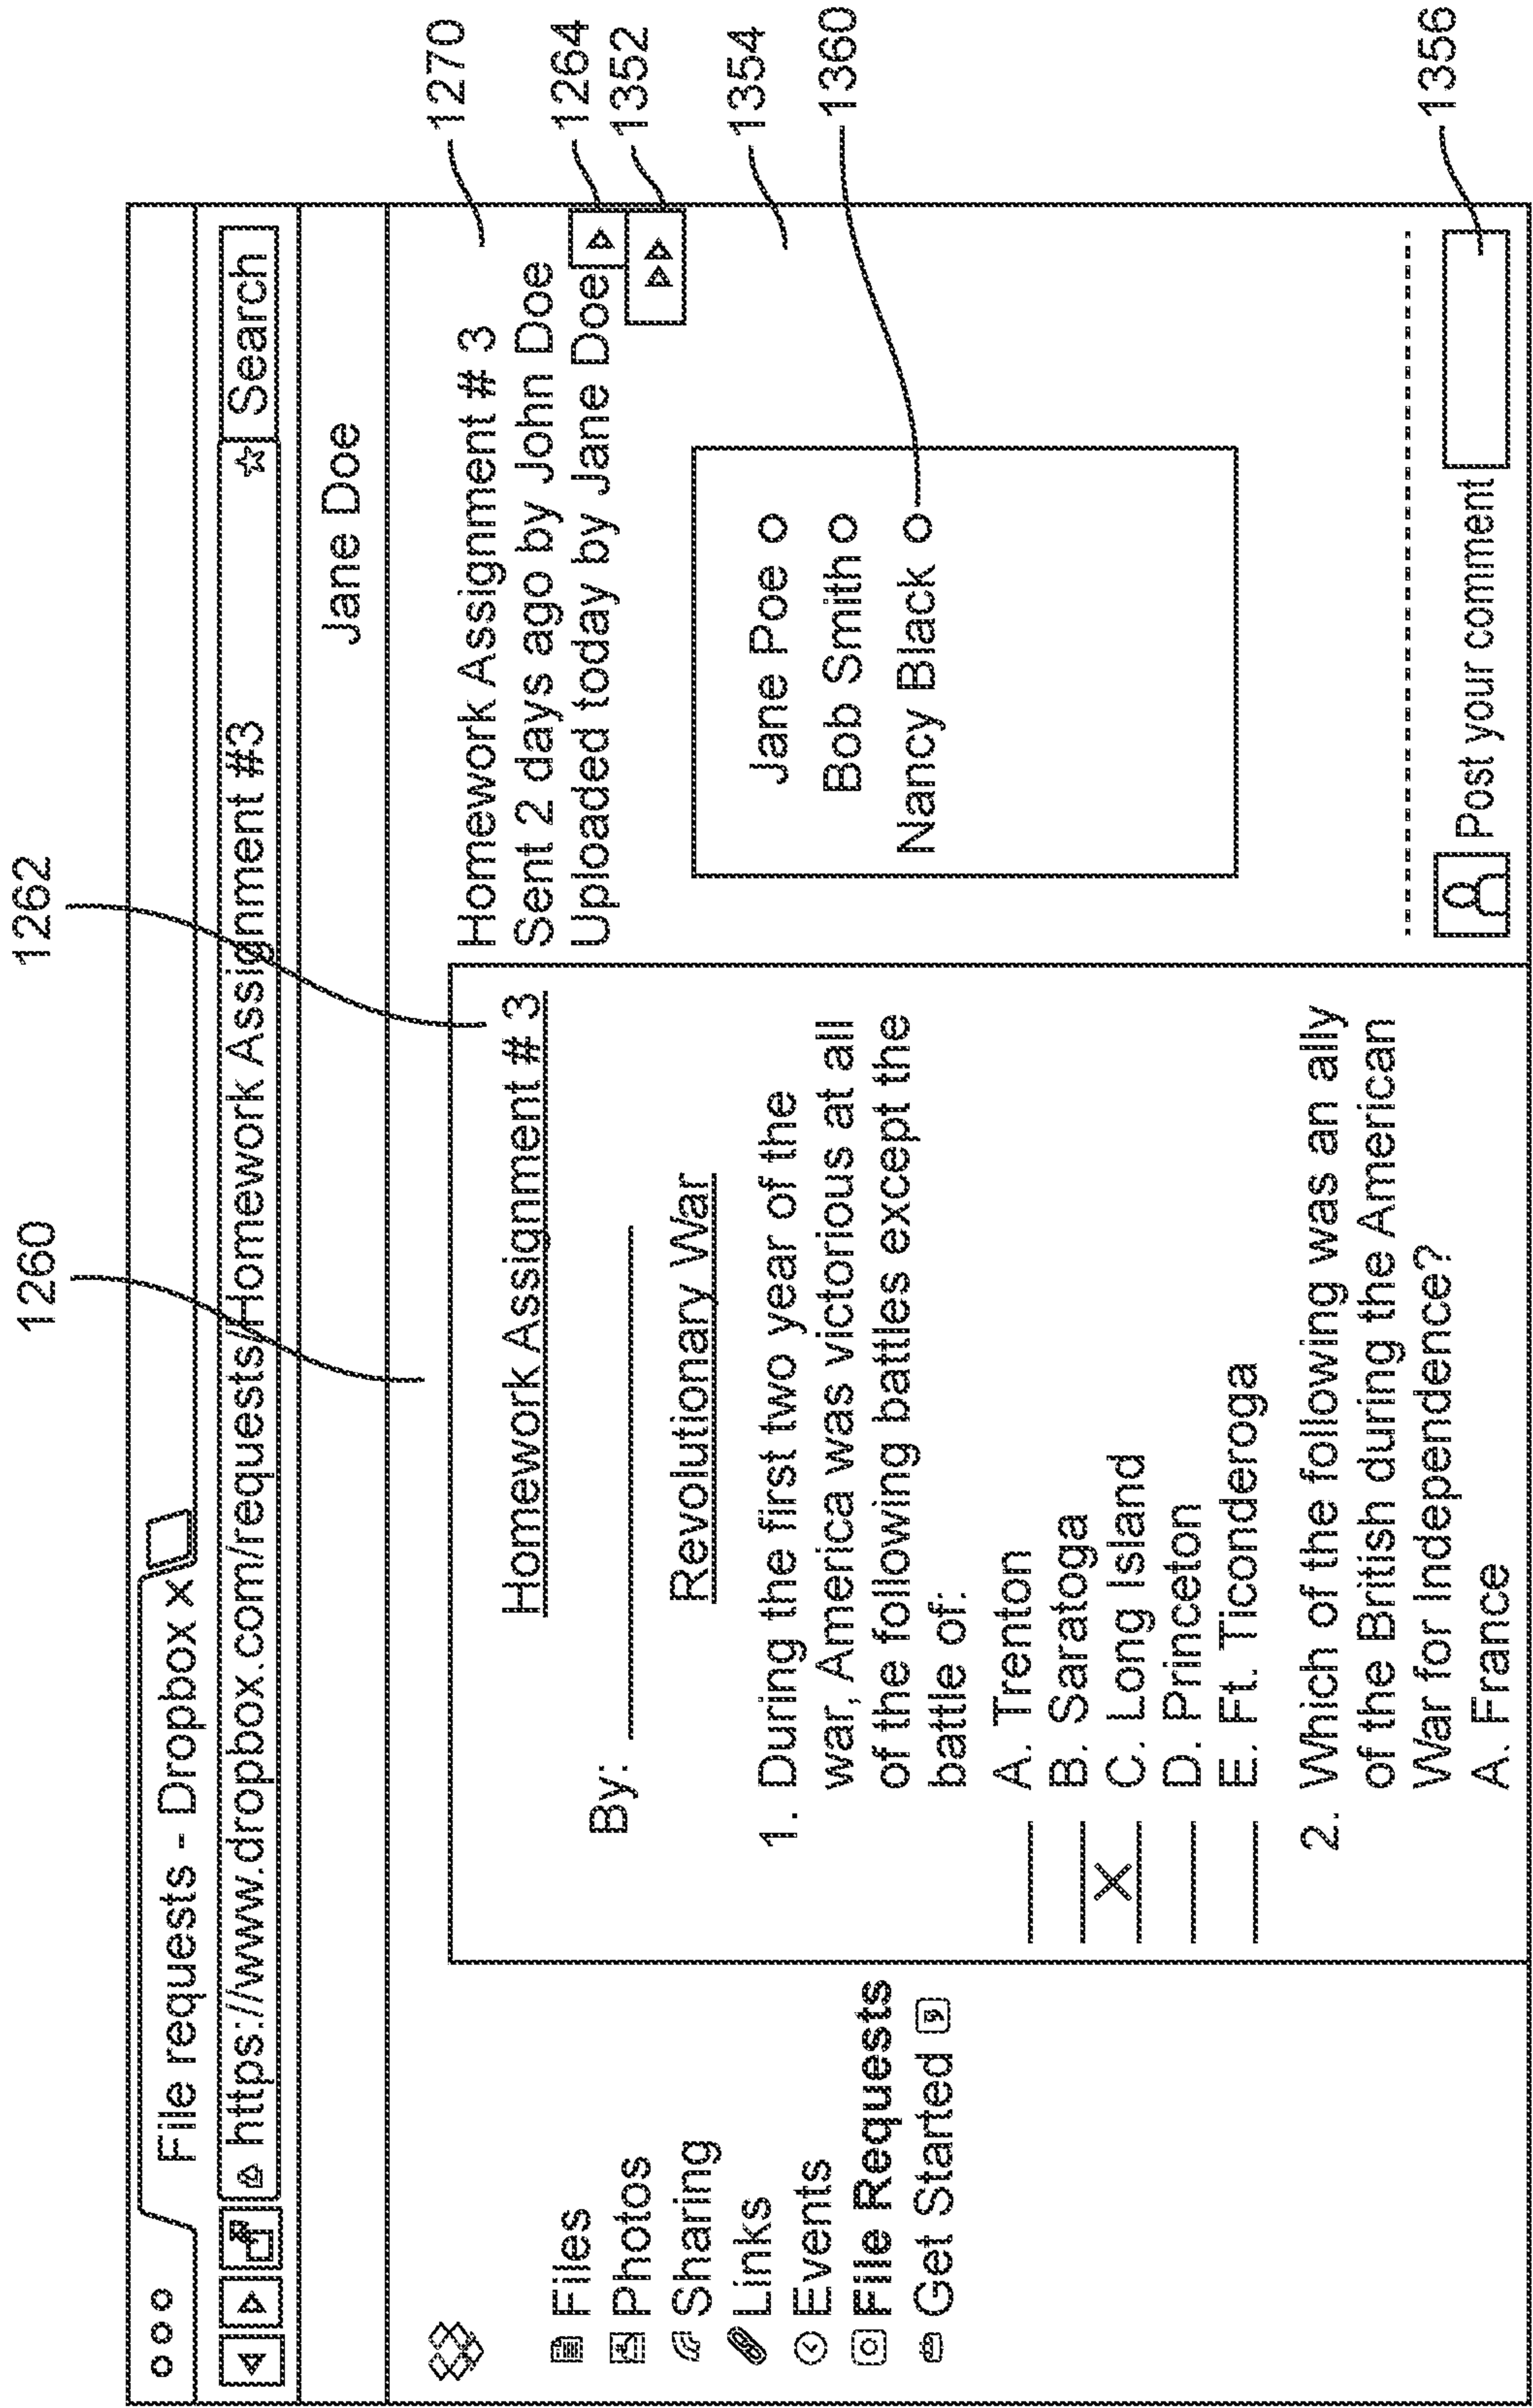 1260
1262
File requests - Dropbox x
https://www.dropbox.com/requests/Homework Assignment #3
Search
Jane Doe
Files
Photos
Sharing
Links
Events
File Requests
Get Started
Homework Assignment # 3
By:
Revolutionary War
1. During the first two year of the
war, America was victorious at all
of the following battles except the
battle of:
A. Trenton
B. Saratoga
X C. Long Island
D. Princeton
E. Ft. Ticonderoga
2. Which of the following was an ally
of the British during the American
War for Independence?
A. France
Homework Assignment # 3
Sent 2 days ago by John Doe
Uploaded today by Jane Doe
Jane Poe
Bob Smith
Nancy Black
Post your comment
1270
1264
1352
1354
1360
1356